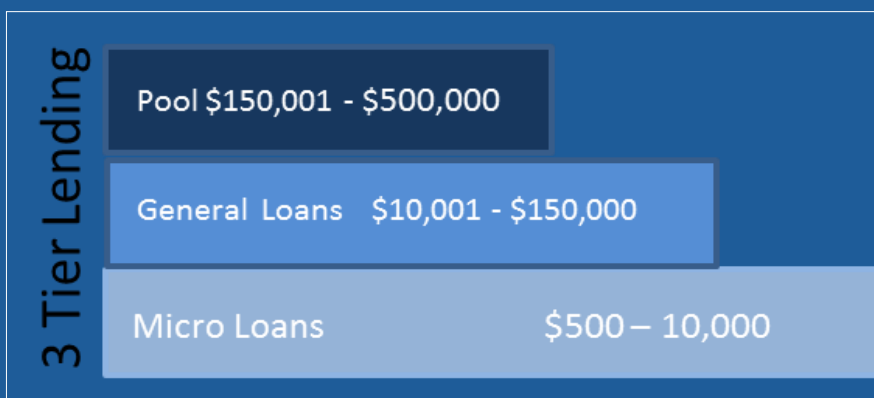 3 Tier Lending
Pool $150,001 - $500,000
General Loans $10,001 - $150,000
Micro Loans $500 – 10,000